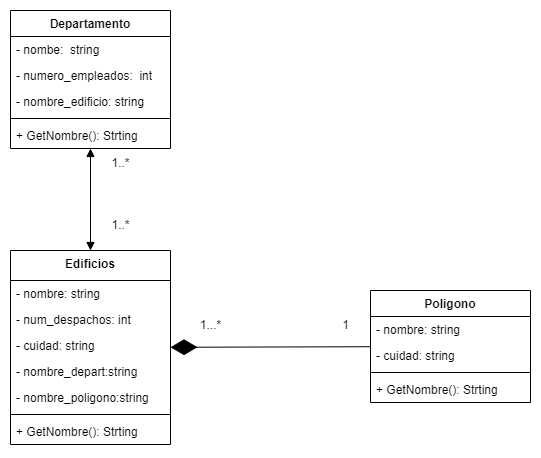 Departamento
- nombe: string
- numero_empleados: int
- nombre_edificio: string
+ GetNombre(): Strting
1..*
1..*
Edificios
- nombre: string
- num_despachos: int
- cuidad: string
- nombre_depart:string
- nombre_poligono:string
+ GetNombre(): Strting
1...*
1
Poligono
- nombre: string
- cuidad: string
+ GetNombre(): Strting